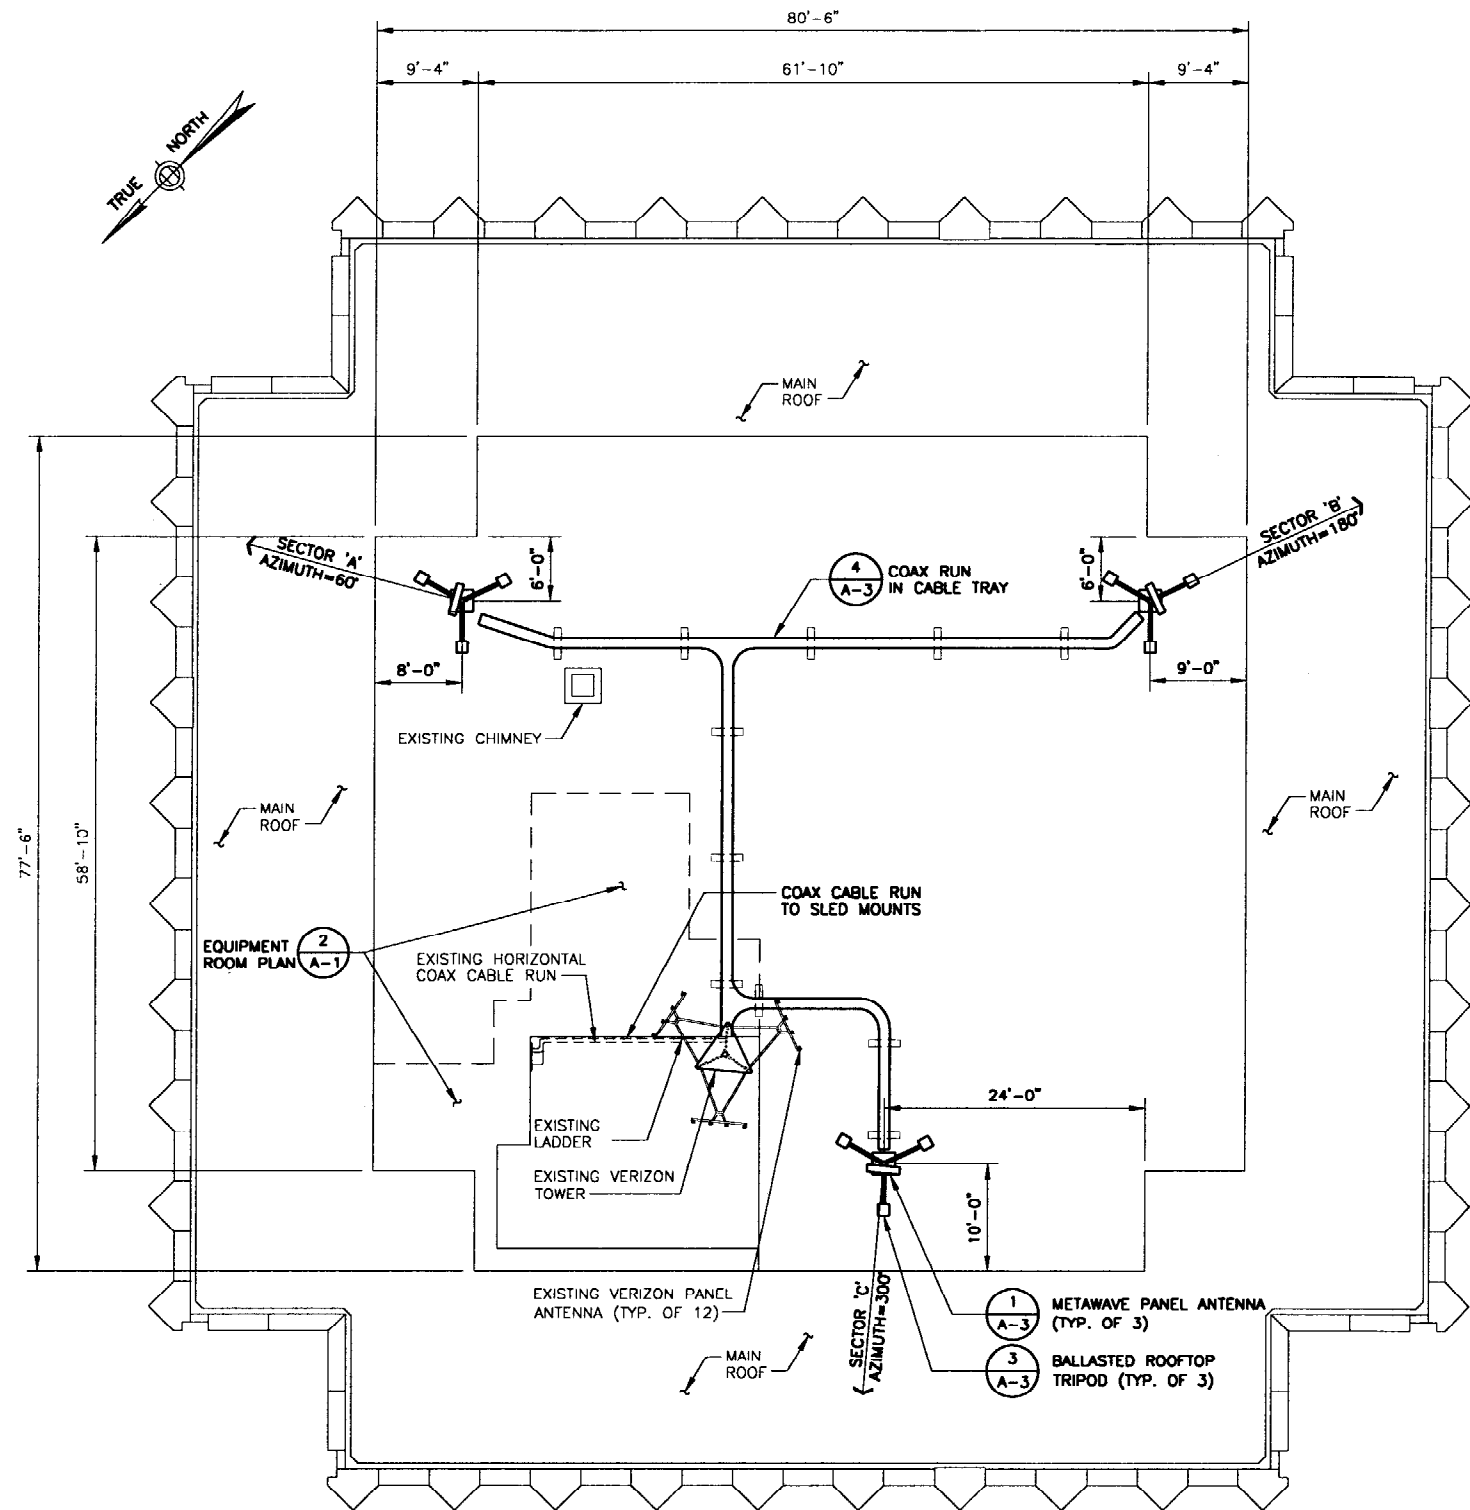 80'-6"
9'-4"
61'-10"
9'-4"
TRUE NORTH
MAIN
ROOF
SECTOR 'A'
AZIMUTH=60°
6'-0"
4
A-3
COAX RUN
IN CABLE TRAY
6'-0"
SECTOR 'B'
AZIMUTH=180°
8'-0"
9'-0"
EXISTING CHIMNEY
MAIN
ROOF
MAIN
ROOF
77'-6"
58'-10"
COAX CABLE RUN
TO SLED MOUNTS
EQUIPMENT
ROOM PLAN
2
A-1
EXISTING HORIZONTAL
COAX CABLE RUN
24'-0"
EXISTING
LADDER
EXISTING VERIZON
TOWER
10'-0"
EXISTING VERIZON PANEL
ANTENNA (TYP. OF 12)
SECTOR 'C'
AZIMUTH=300°
1
A-3
METAWAVE PANEL ANTENNA
(TYP. OF 3)
MAIN
ROOF
3
A-3
BALLASTED ROOFTOP
TRIPOD (TYP. OF 3)